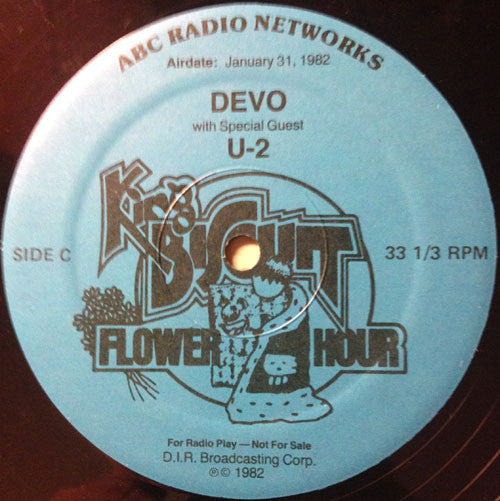 ABC RADIO NETWORKS
Airdate: January 31, 1982
DEVO
with Special Guest
U-2
King
BISCUIT
SIDE C
33 1/3 RPM
FLOWER HOUR
For Radio Play — Not For Sale
D.I.R. Broadcasting Corp.
℗© 1982